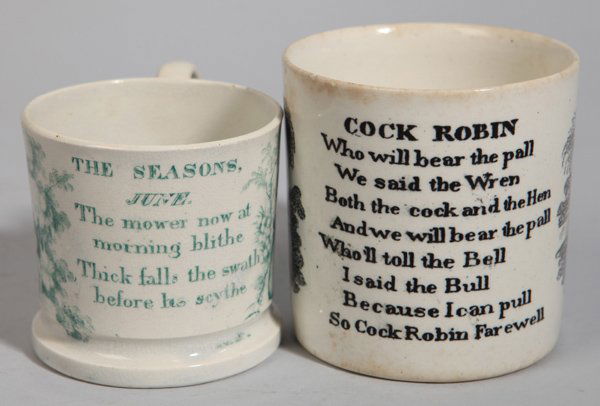 THE SEASONS,
JUNE.
The mower now at
morning blithe
Thick falls the swath
before his scythe
COCK ROBIN
Who will bear the pall
We said the Wren
Both the cock and the Hen
And we will bear the pall
Who'll toll the Bell
I said the Bull
Because I can pull
So Cock Robin Farewell